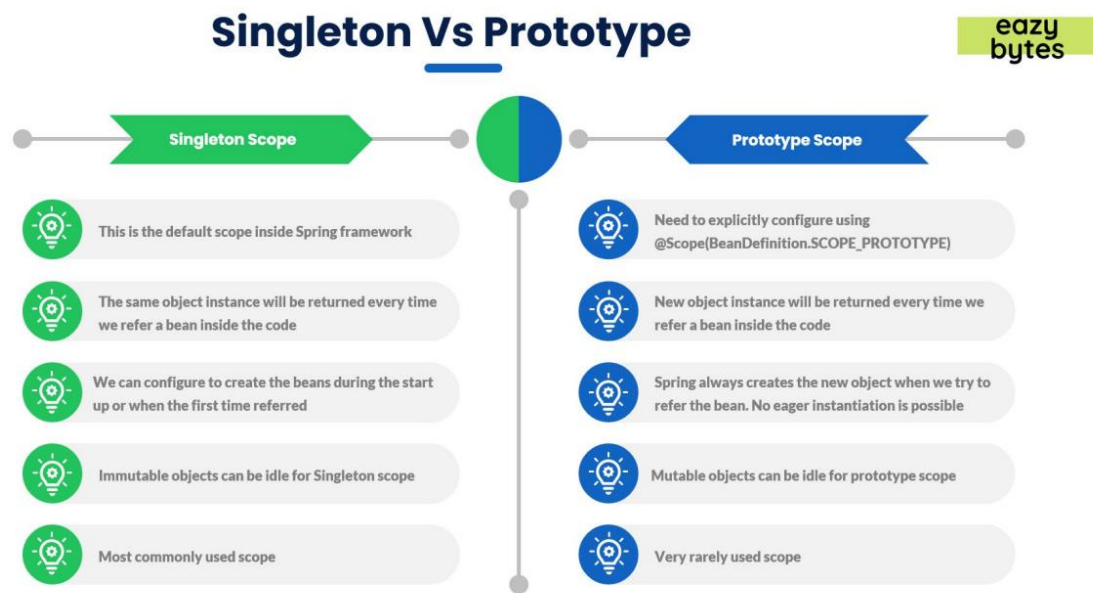 Singleton Vs Prototype
eazy
bytes
Singleton Scope
This is the default scope inside Spring framework
The same object instance will be returned every time
we refer a bean inside the code
We can configure to create the beans during the start
up or when the first time referred
Immutable objects can be idle for Singleton scope
Most commonly used scope
Prototype Scope
Need to explicitly configure using
@Scope(BeanDefinition.SCOPE_PROTOTYPE)
New object instance will be returned every time we
refer a bean inside the code
Spring always creates the new object when we try to
refer the bean. No eager instantiation is possible
Mutable objects can be idle for prototype scope
Very rarely used scope